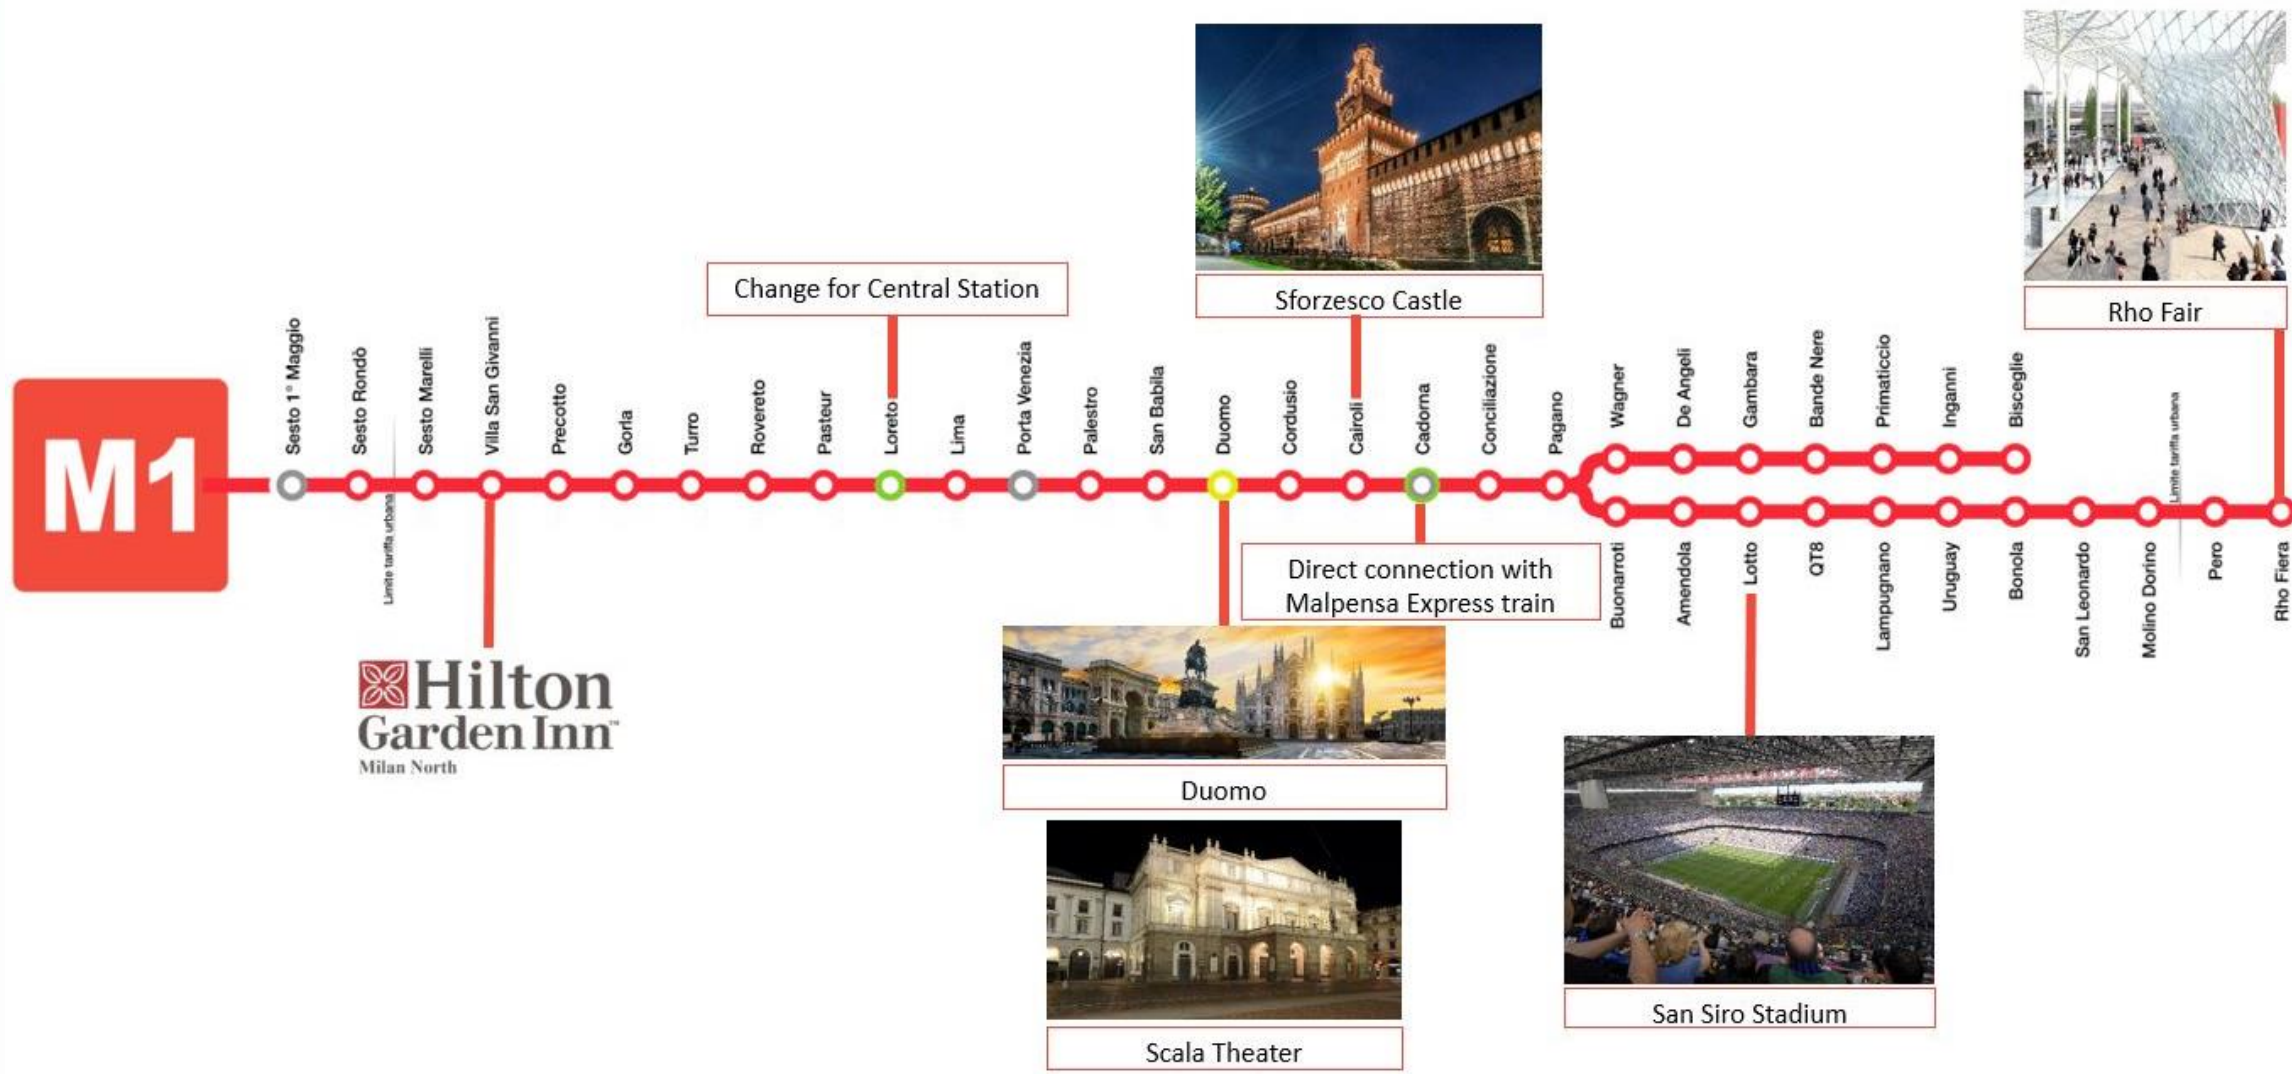 M1
Sesto 1° Maggio
Sesto Rondò
Limite tariffa urbana
Sesto Marelli
Villa San Givanni
Precotto
Gorla
Turro
Rovereto
Pasteur
Loreto
Lima
Porta Venezia
Palestro
San Babila
Duomo
Cordusio
Cairoli
Cadorna
Conciliazione
Pagano
Wagner
De Angeli
Gambara
Bande Nere
Primaticcio
Inganni
Bisceglie
Buonarroti
Amendola
Lotto
QT8
Lampugnano
Uruguay
Bonola
San Leonardo
Molino Dorino
Limite tariffa urbana
Pero
Rho Fiera
Change for Central Station
Sforzesco Castle
Rho Fair
Direct connection with
Malpensa Express train
Hilton
Garden Inn™
Milan North
Duomo
Scala Theater
San Siro Stadium